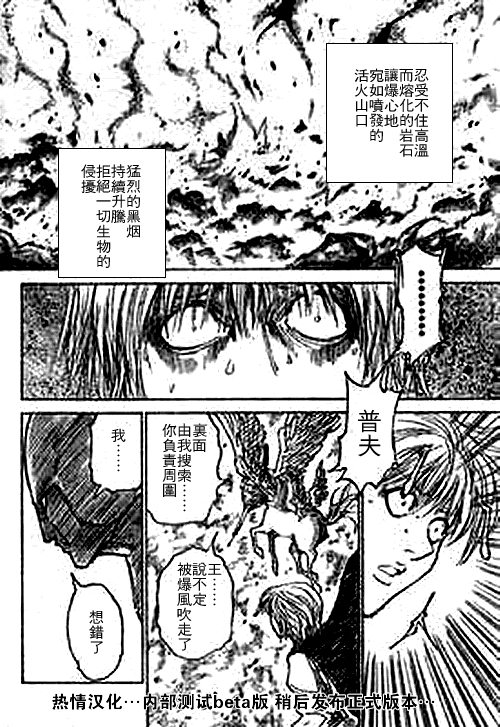 忍受不住高溫
而熔化的岩石
讓爆心地
宛如噴發的
活火山口
猛烈的黑烟
持續升騰
拒絕一切生物的
侵擾
………
普夫
裏面
由我搜索……
你負責周圍
王……
說不定
被爆風吹走了
我……
想錯了
热情汉化…内部测试beta版 稍后发布正式版本…